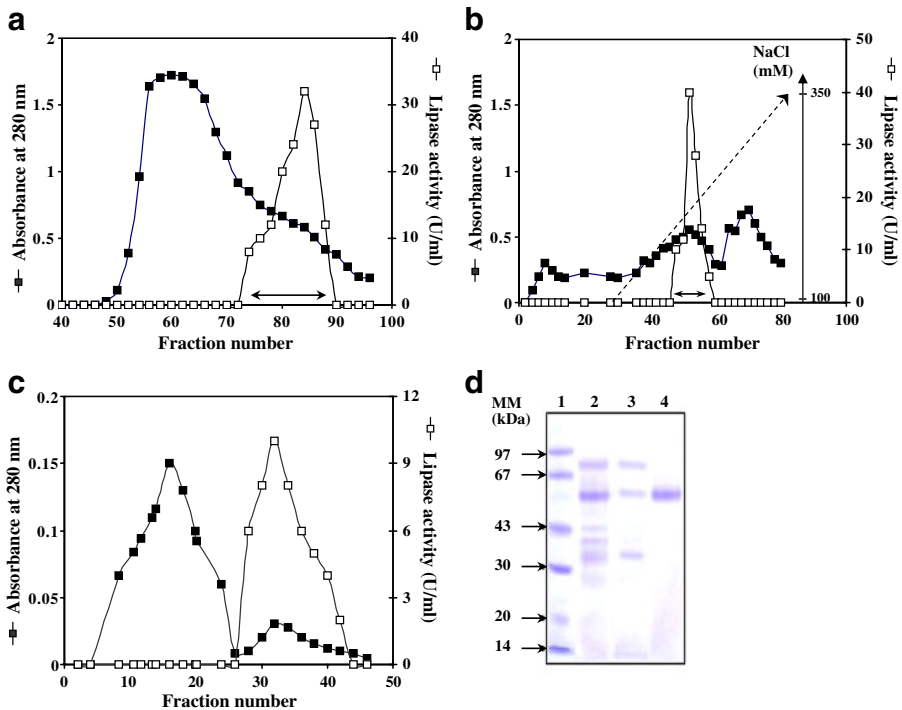 a
Absorbance at 280 nm
2
1.5
1
0.5
0
40 50 60 70 80 90 100
Fraction number
40
30
20
10
0
Lipase activity (U/ml)
b
Absorbance at 280 nm
2
1.5
1
0.5
0
0 20 40 60 80 100
Fraction number
NaCl
(mM)
350
100
50
40
30
20
10
0
Lipase activity (U/ml)
c
Absorbance at 280 nm
0.2
0.15
0.1
0.05
0
0 10 20 30 40 50
Fraction number
12
9
6
3
0
Lipase activity (U/ml)
d
MM
(kDa)
1 2 3 4
97
67
43
30
20
14